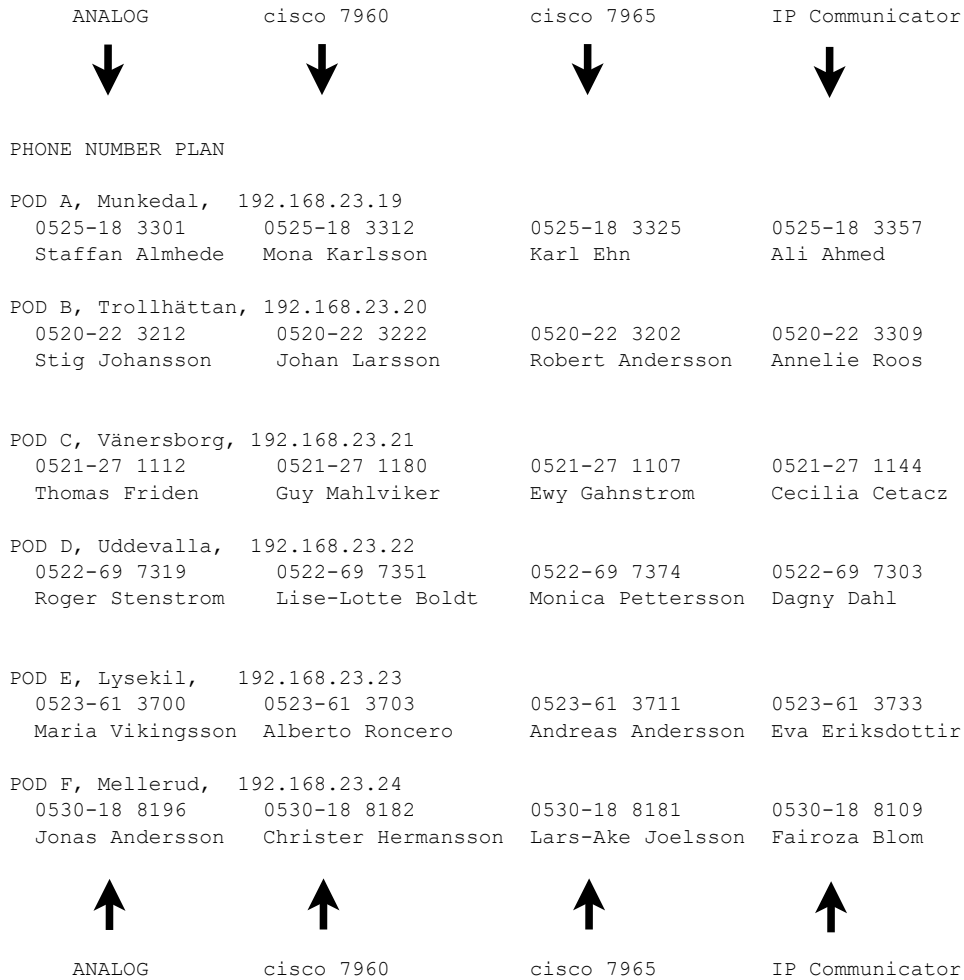 ANALOG cisco 7960 cisco 7965 IP Communicator
PHONE NUMBER PLAN
POD A, Munkedal, 192.168.23.19
0525-18 3301 0525-18 3312 0525-18 3325 0525-18 3357
Staffan Almhede Mona Karlsson Karl Ehn Ali Ahmed
POD B, Trollhättan, 192.168.23.20
0520-22 3212 0520-22 3222 0520-22 3202 0520-22 3309
Stig Johansson Johan Larsson Robert Andersson Annelie Roos
POD C, Vänersborg, 192.168.23.21
0521-27 1112 0521-27 1180 0521-27 1107 0521-27 1144
Thomas Friden Guy Mahlviker Ewy Gahnstrom Cecilia Cetacz
POD D, Uddevalla, 192.168.23.22
0522-69 7319 0522-69 7351 0522-69 7374 0522-69 7303
Roger Stenstrom Lise-Lotte Boldt Monica Pettersson Dagny Dahl
POD E, Lysekil, 192.168.23.23
0523-61 3700 0523-61 3703 0523-61 3711 0523-61 3733
Maria Vikingsson Alberto Roncero Andreas Andersson Eva Eriksdottir
POD F, Mellerud, 192.168.23.24
0530-18 8196 0530-18 8182 0530-18 8181 0530-18 8109
Jonas Andersson Christer Hermansson Lars-Ake Joelsson Fairoza Blom
ANALOG cisco 7960 cisco 7965 IP Communicator